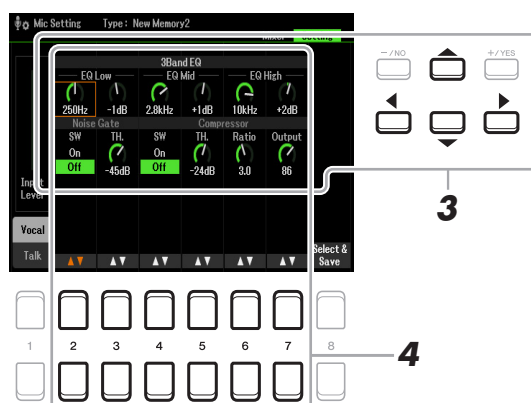 Mic Setting Type: New Memory2
Setting
-/NO +/YES
3Band EQ
EQ Low EQ Mid EQ High
250Hz -1dB 2.8kHz +1dB 10kHz +2dB
Noise Gate Compressor
SW TH. SW TH. Ratio Output
On On
Off -45dB Off -24dB 3.0 86
Input
Level
3
Vocal
Talk
Select &
Save
1 2 3 4 5 6 7 8
4